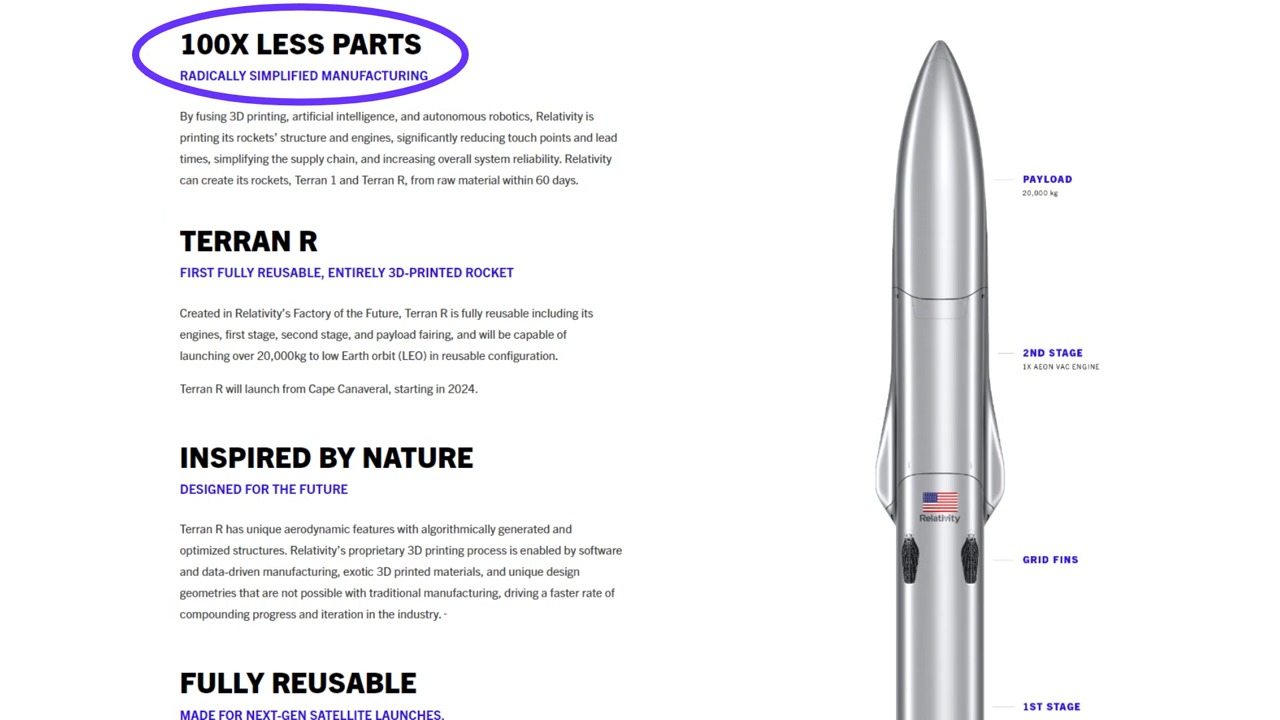 100X LESS PARTS
RADICALLY SIMPLIFIED MANUFACTURING
By fusing 3D printing, artificial intelligence, and autonomous robotics, Relativity is
printing its rockets' structure and engines, significantly reducing touch points and lead
times, simplifying the supply chain, and increasing overall system reliability. Relativity
can create its rockets, Terran 1 and Terran R, from raw material within 60 days.
TERRAN R
FIRST FULLY REUSABLE, ENTIRELY 3D-PRINTED ROCKET
Created in Relativity's Factory of the Future, Terran R is fully reusable including its
engines, first stage, second stage, and payload fairing, and will be capable of
launching over 20,000kg to low Earth orbit (LEO) in reusable configuration.
Terran R will launch from Cape Canaveral, starting in 2024.
INSPIRED BY NATURE
DESIGNED FOR THE FUTURE
Terran R has unique aerodynamic features with algorithmically generated and
optimized structures. Relativity's proprietary 3D printing process is enabled by software
and data-driven manufacturing, exotic 3D printed materials, and unique design
geometries that are not possible with traditional manufacturing, driving a faster rate of
compounding progress and iteration in the industry. -
FULLY REUSABLE
MADE FOR NEXT-GEN SATELLITE LAUNCHES.
PAYLOAD
20,000 kg
2ND STAGE
1X AEON VAC ENGINE
Relativity
GRID FINS
1ST STAGE